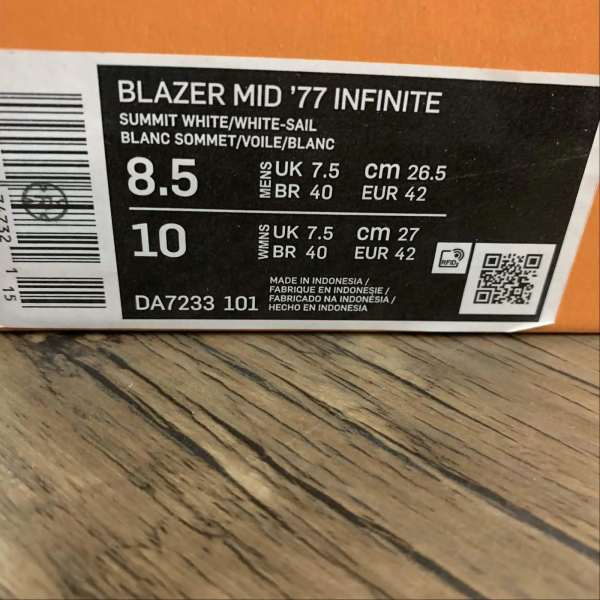 BLAZER MID '77 INFINITE
SUMMIT WHITE/WHITE-SAIL
BLANC SOMMET/VOILE/BLANC
8.5 MENS UK 7.5 cm 26.5
BR 40 EUR 42
10 WMNS UK 7.5 cm 27
BR 40 EUR 42
RFID
DA7233 101
MADE IN INDONESIA /
FABRIQUE EN INDONESIE /
FABRICADO NA INDONÉSIA /
HECHO EN INDONESIA
1 15